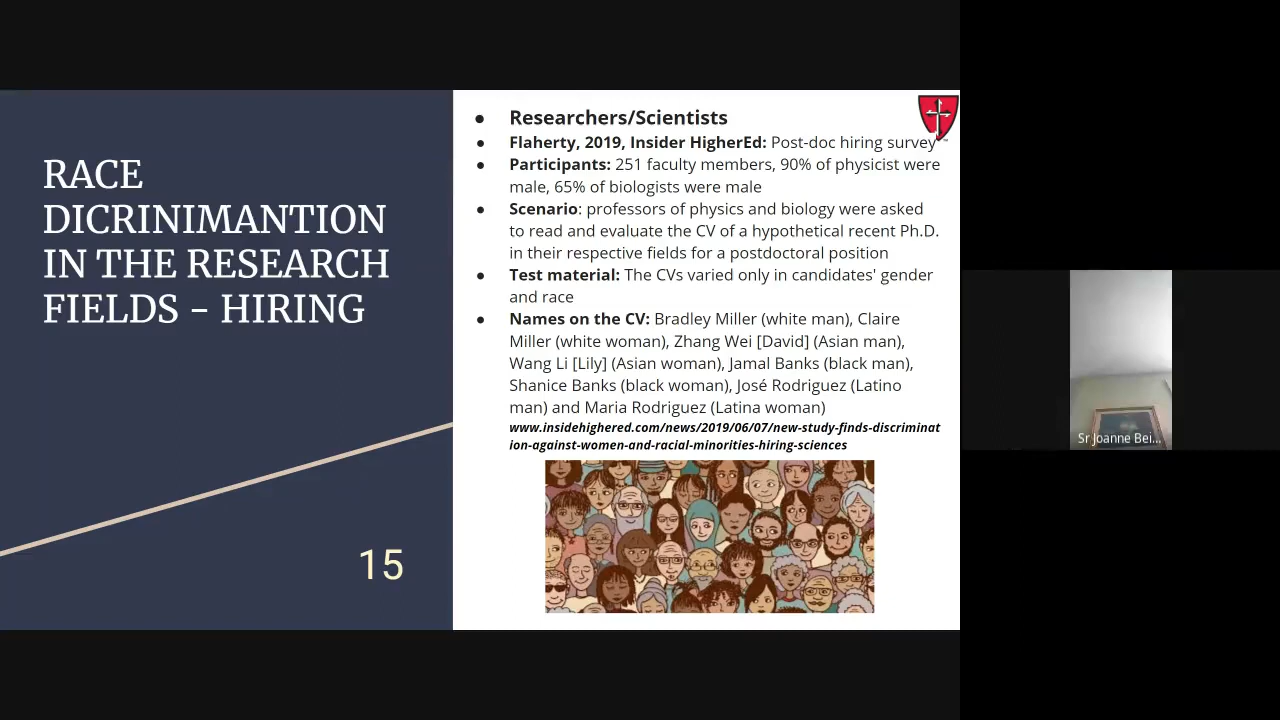 RACE
DICRINIMANTION
IN THE RESEARCH
FIELDS - HIRING
15
● Researchers/Scientists
● Flaherty, 2019, Insider HigherEd: Post-doc hiring survey
● Participants: 251 faculty members, 90% of physicist were
male, 65% of biologists were male
● Scenario: professors of physics and biology were asked
to read and evaluate the CV of a hypothetical recent Ph.D.
in their respective fields for a postdoctoral position
● Test material: The CVs varied only in candidates' gender
and race
● Names on the CV: Bradley Miller (white man), Claire
Miller (white woman), Zhang Wei [David] (Asian man),
Wang Li [Lily] (Asian woman), Jamal Banks (black man),
Shanice Banks (black woman), José Rodriguez (Latino
man) and Maria Rodriguez (Latina woman)
www.insidehighered.com/news/2019/06/07/new-study-finds-discriminat
ion-against-women-and-racial-minorities-hiring-sciences
Sr Joanne Bei...